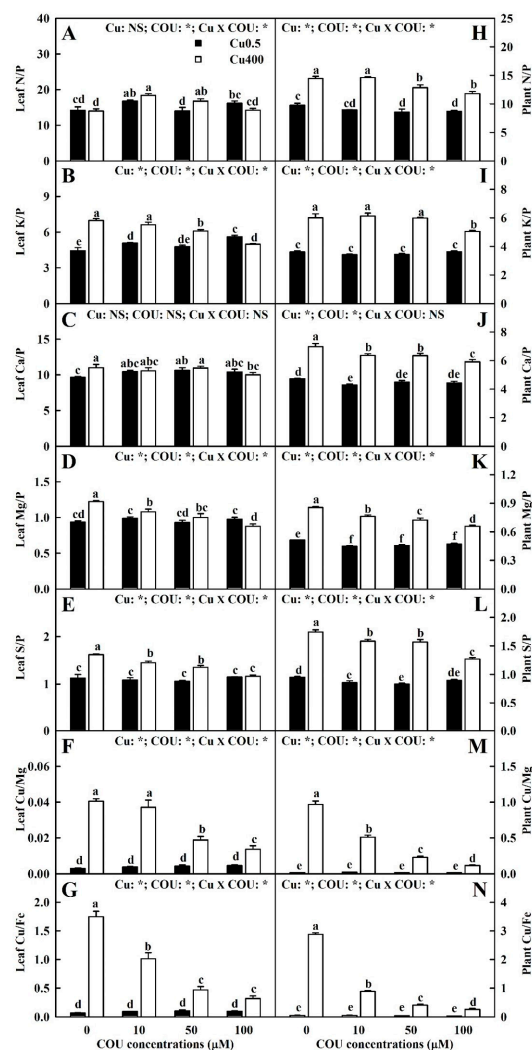 A
Cu: NS; COU: *; Cu X COU: *
Cu0.5
Cu400
Leaf N/P
40
30
20
10
0
cd d ab a d ab bc cd
Cu: *; COU: *; Cu X COU: *
H
Plant N/P
25
20
15
10
5
0
c a cd a d b d b
B
Cu: *; COU: *; Cu X COU: *
Leaf K/P
9
6
3
0
e a d a de b c d
Cu: *; COU: *; Cu X COU: *
I
Plant K/P
8
6
4
2
0
c a c a c a c b
C
Cu: NS; COU: NS; Cu X COU: NS
Leaf Ca/P
15
10
5
0
c a abc abc ab a abc bc
Cu: *; COU: *; Cu X COU: NS
J
Plant Ca/P
8
6
4
2
0
d a e b de b de c
D
Cu: *; COU: *; Cu X COU: *
Leaf Mg/P
1.5
1.0
0.5
0.0
cd a c b cd bc c d
Cu: *; COU: *; Cu X COU: *
K
Plant Mg/P
1.2
0.9
0.6
0.3
0.0
e a f b f c f d
E
Cu: *; COU: *; Cu X COU: *
Leaf S/P
2
1
0
c a c b c b c c
Cu: *; COU: *; Cu X COU: *
L
Plant S/P
2.0
1.5
1.0
0.5
0.0
d a e b e b de c
F
Cu: *; COU: *; Cu X COU: *
Leaf Cu/Mg
0.06
0.04
0.02
0.00
d a d a d b d c
Cu: *; COU: *; Cu X COU: *
M
Plant Cu/Mg
2.0
1.5
1.0
0.5
0.0
e a e b e c e d
G
Cu: *; COU: *; Cu X COU: *
Leaf Cu/Fe
2.0
1.5
1.0
0.5
0.0
d a d b d c d c
Cu: *; COU: *; Cu X COU: *
N
Plant Cu/Fe
4
3
2
1
0
e a e b e c e d
0 10 50 100
COU concentrations (μM)
0 10 50 100
COU concentrations (μM)